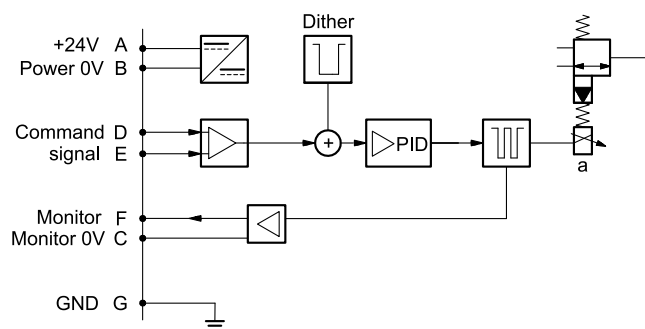 Dither
+24V A
Power 0V B
Command D
signal E
+
PID
a
Monitor F
Monitor 0V C
GND G